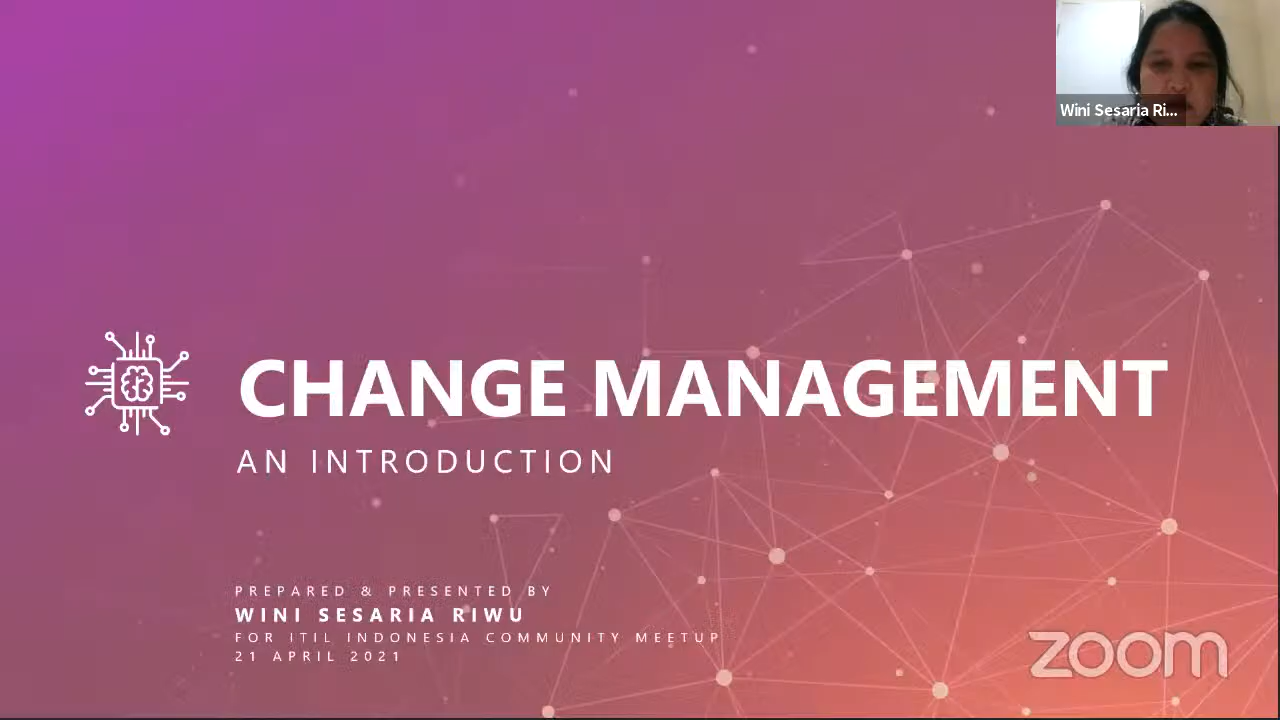 Wini Sesaria Ri...
CHANGE MANAGEMENT
AN INTRODUCTION
PREPARED & PRESENTED BY
WINI SESARIA RIWU
FOR ITIL INDONESIA COMMUNITY MEETUP
21 APRIL 2021
zoom